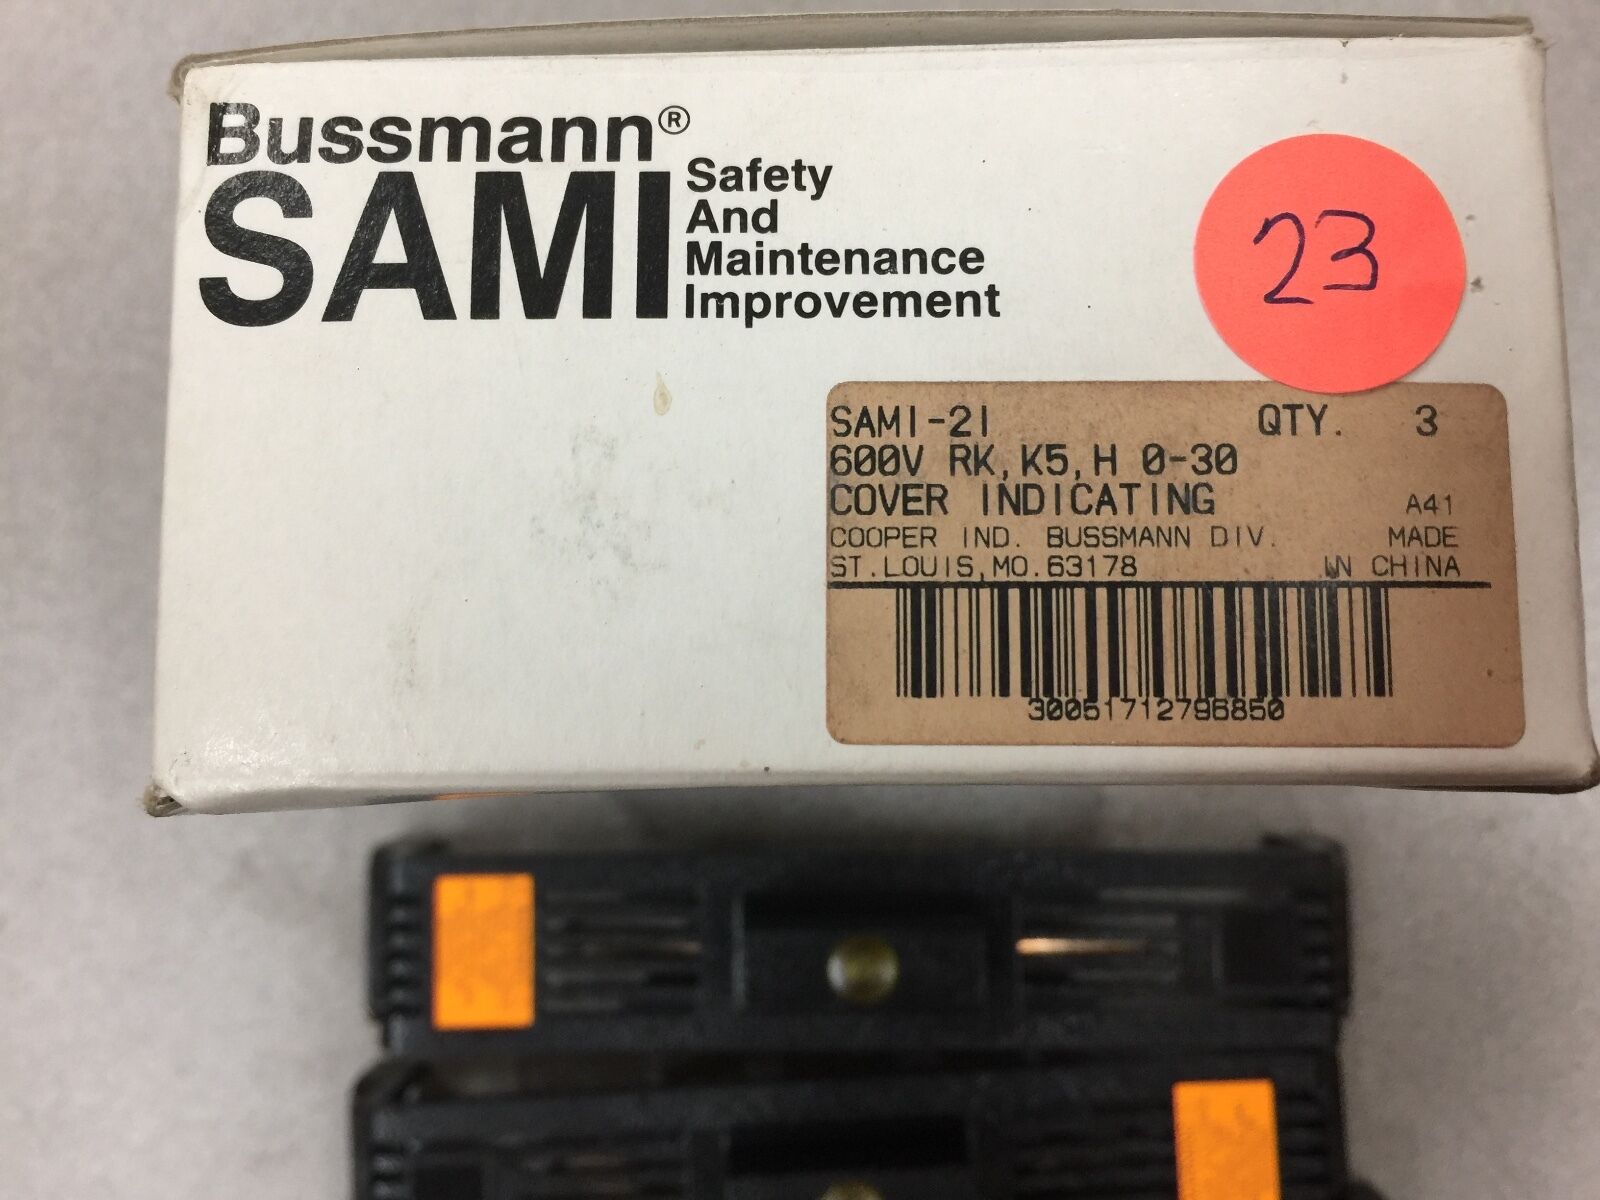 Bussmann®
SAMI
Safety
And
Maintenance
Improvement
23
SAMI-2I QTY. 3
600V RK,K5,H 0-30
COVER INDICATING A41
COOPER IND. BUSSMANN DIV. MADE
ST.LOUIS,MO.63178 IN CHINA
30051712796850